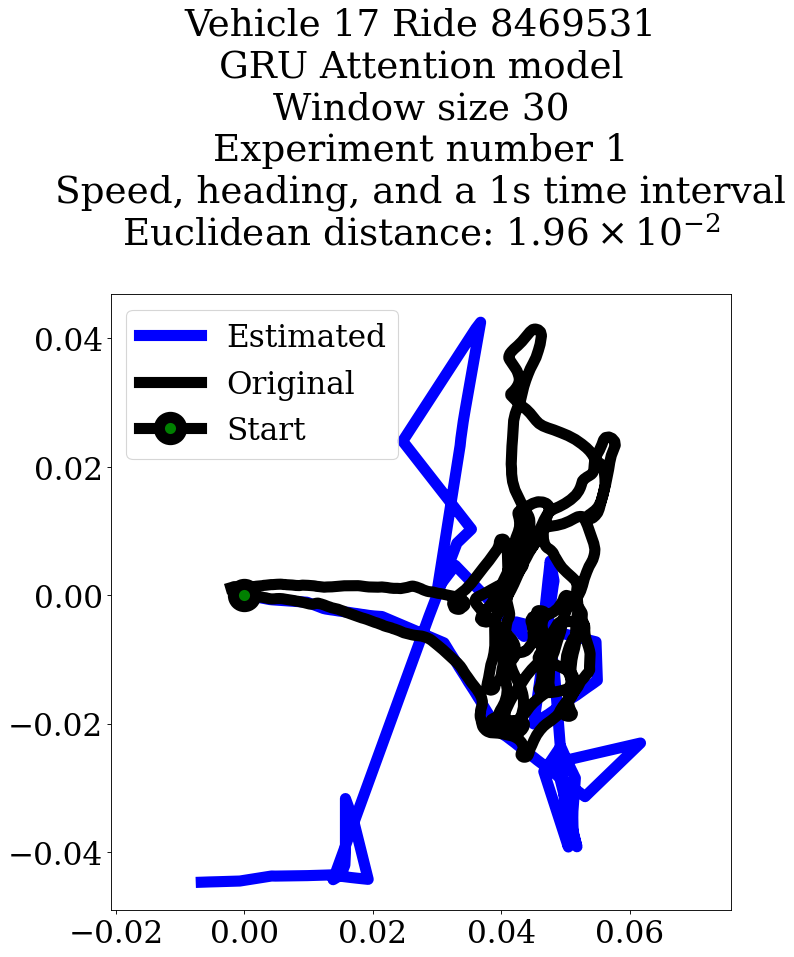 Vehicle 17 Ride 8469531
GRU Attention model
Window size 30
Experiment number 1
Speed, heading, and a 1s time interval
Euclidean distance: 1.96 × 10⁻²
Estimated
Original
Start
0.04
0.02
0.00
−0.02
−0.04
−0.02 0.00 0.02 0.04 0.06